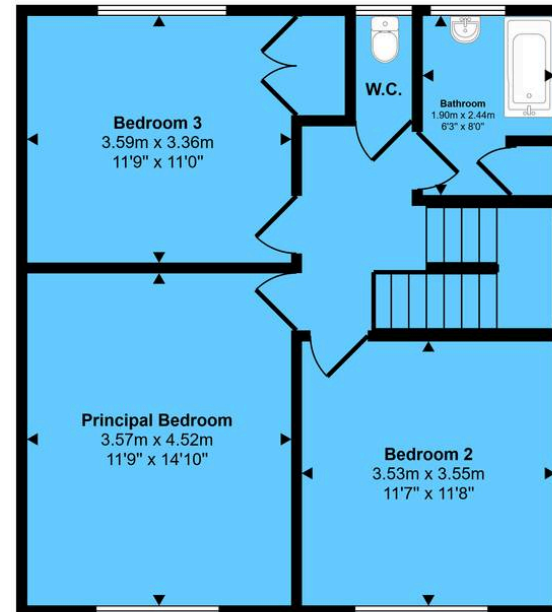 W.C.
Bathroom
1.90m x 2.44m
6'3" x 8'0"
Bedroom 3
3.59m x 3.36m
11'9" x 11'0"
Principal Bedroom
3.57m x 4.52m
11'9" x 14'10"
Bedroom 2
3.53m x 3.55m
11'7" x 11'8"